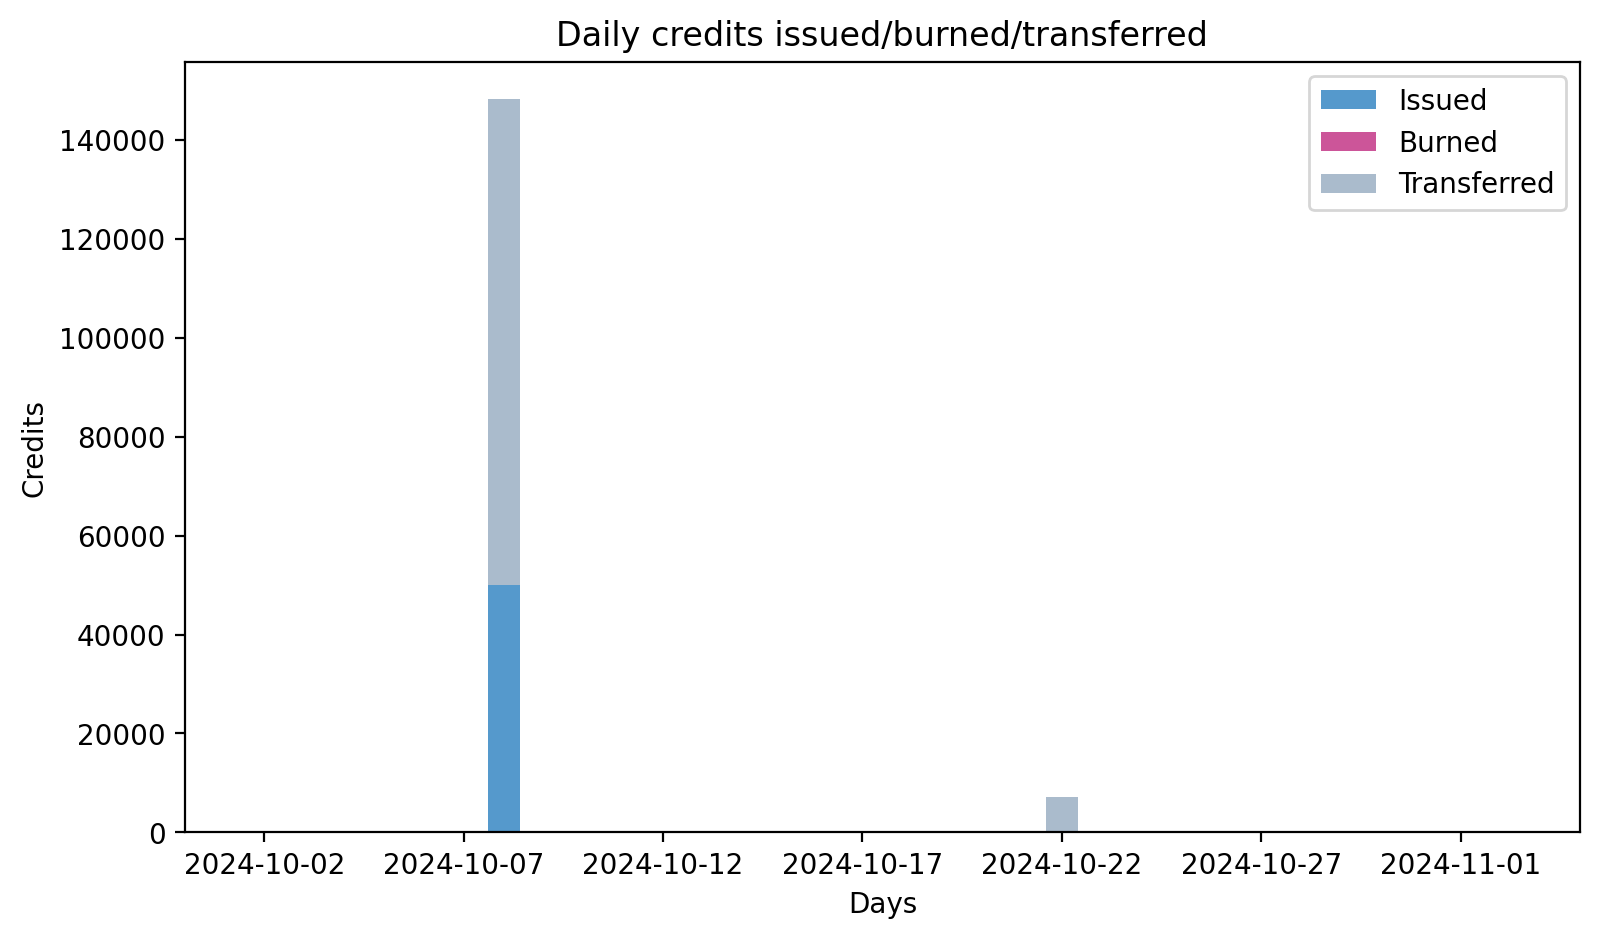 Daily credits issued/burned/transferred
Issued
Burned
Transferred
Credits
140000
120000
100000
80000
60000
40000
20000
0
2024-10-02 2024-10-07 2024-10-12 2024-10-17 2024-10-22 2024-10-27 2024-11-01
Days